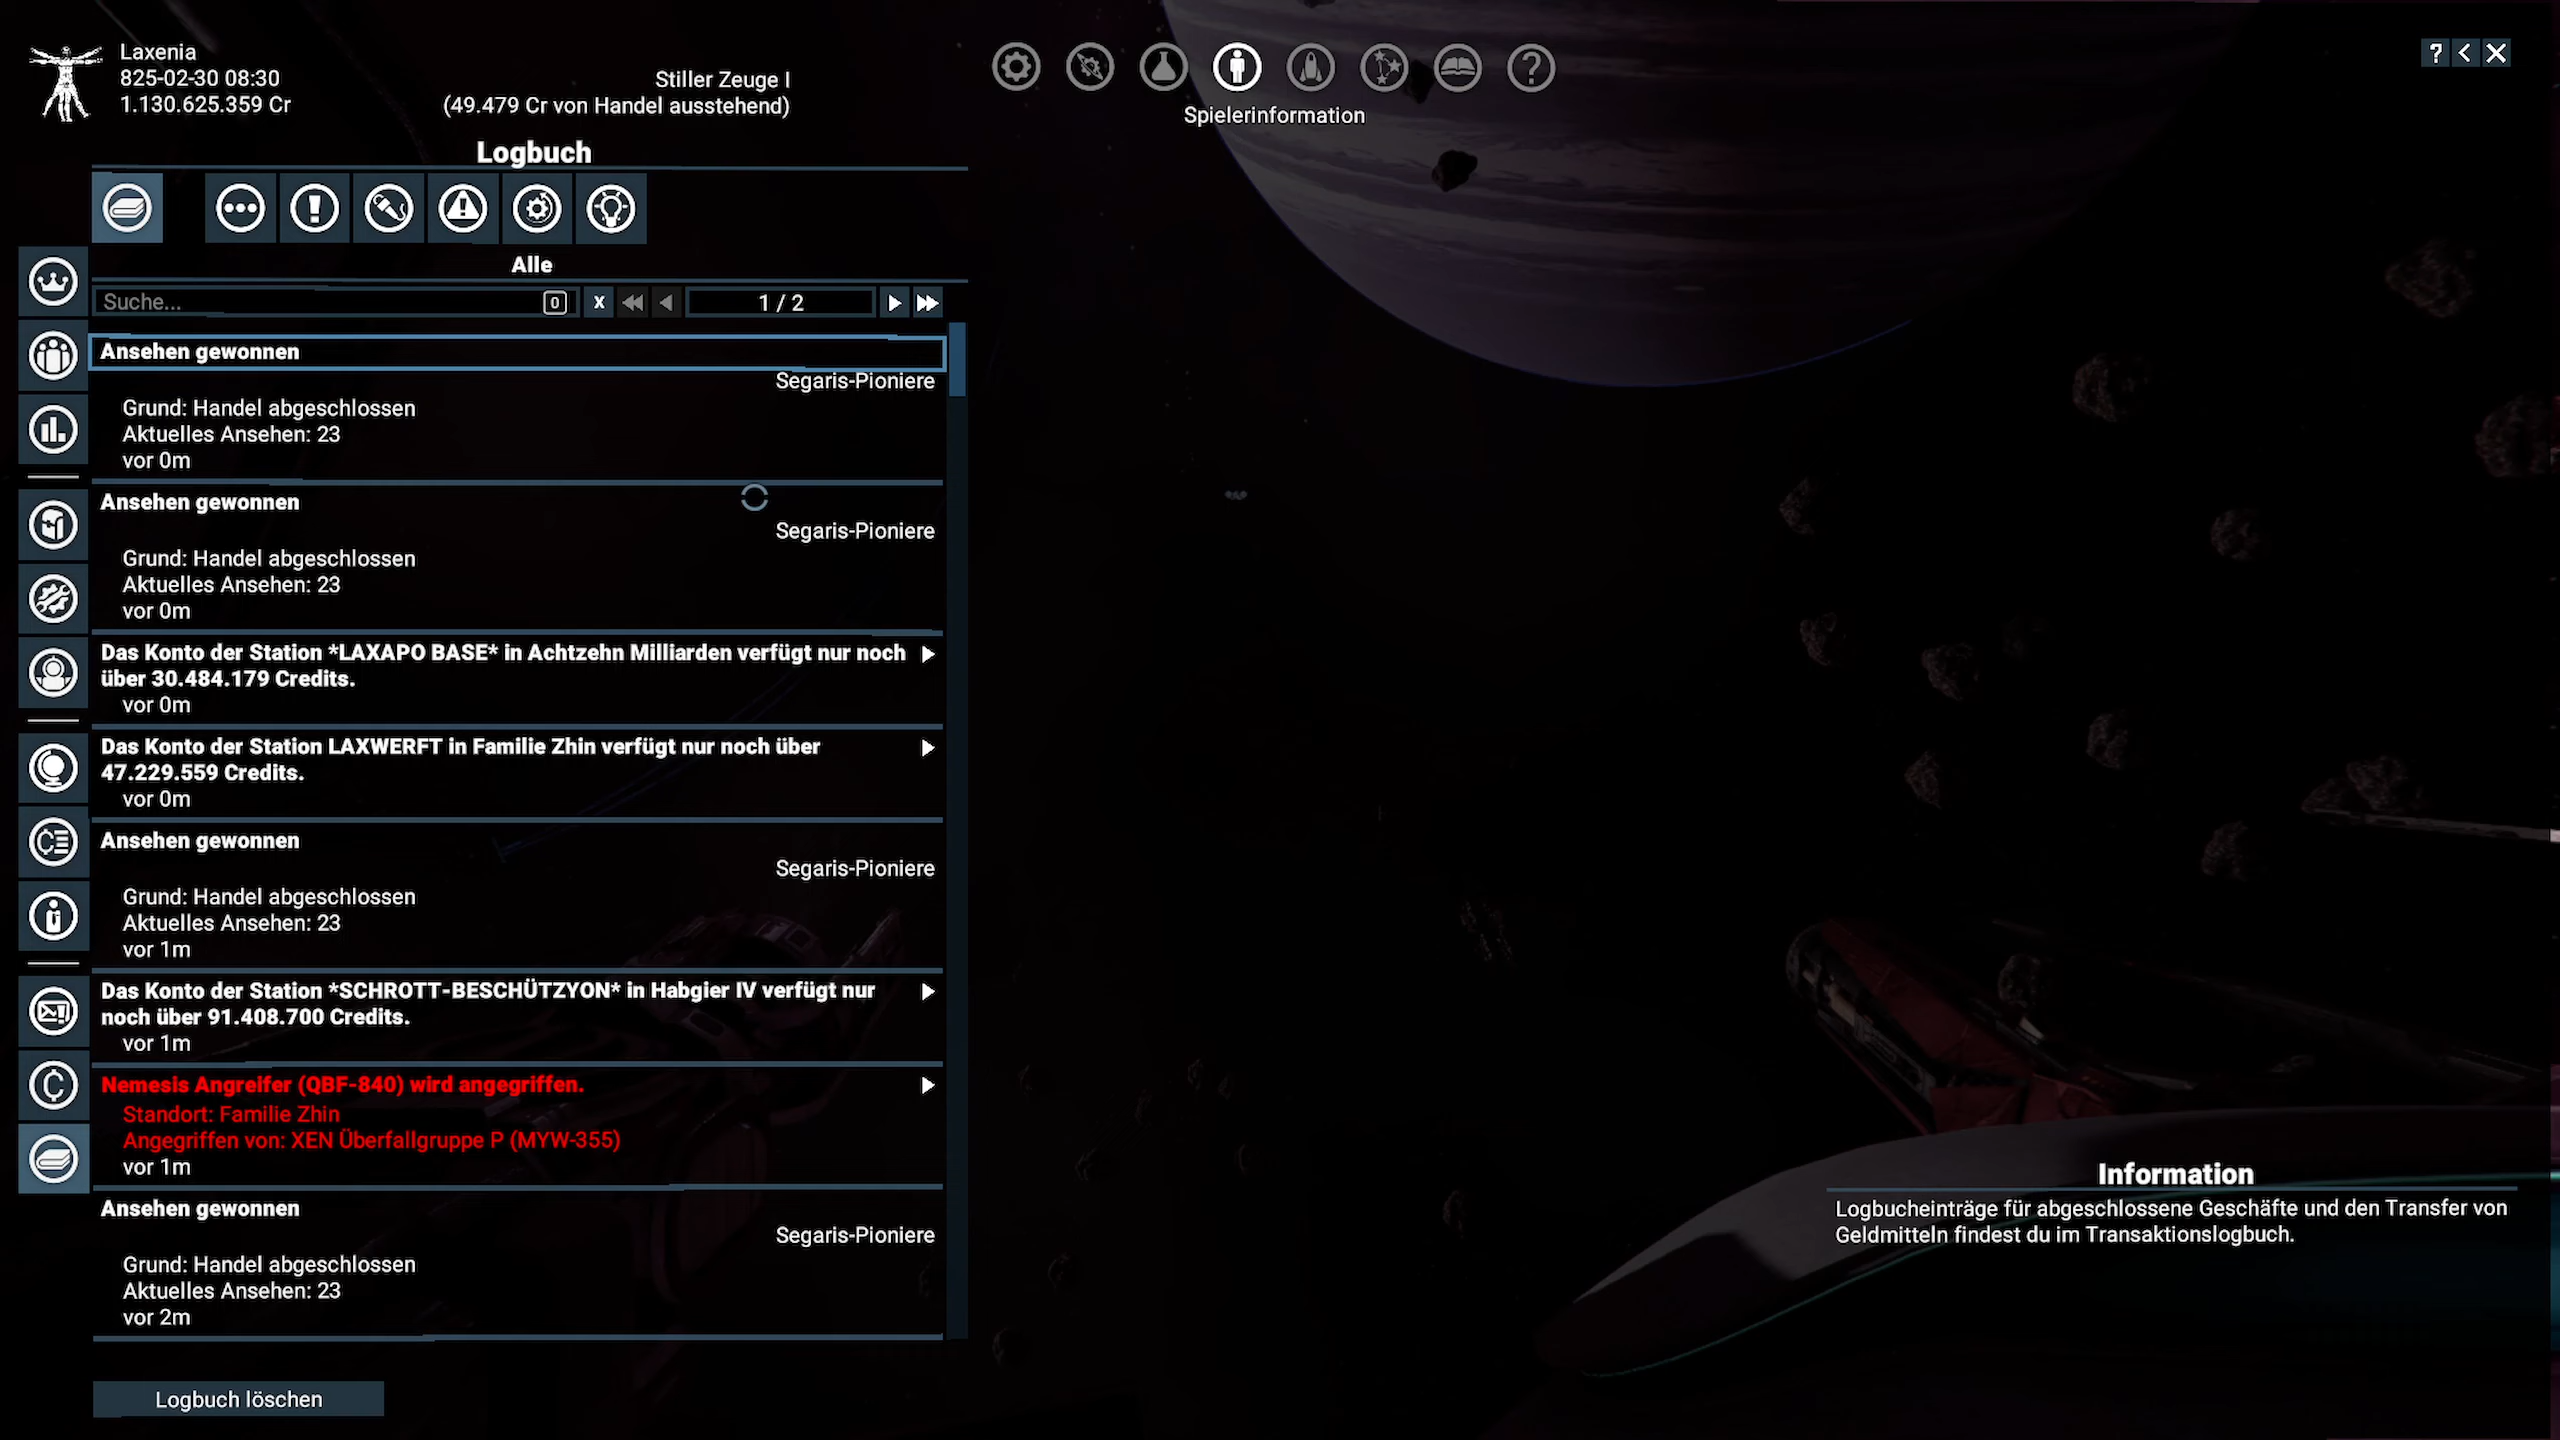 Laxenia
825-02-30 08:30
1.130.625.359 Cr
Stiller Zeuge I
(49.479 Cr von Handel ausstehend)
Spielerinformation
? < X
Logbuch
Alle
Suche...
0
x
1 / 2
Ansehen gewonnen
Segaris-Pioniere
Grund: Handel abgeschlossen
Aktuelles Ansehen: 23
vor 0m
Ansehen gewonnen
Segaris-Pioniere
Grund: Handel abgeschlossen
Aktuelles Ansehen: 23
vor 0m
Das Konto der Station *LAXAPO BASE* in Achtzehn Milliarden verfügt nur noch
über 30.484.179 Credits.
vor 0m
Das Konto der Station LAXWERFT in Familie Zhin verfügt nur noch über
47.229.559 Credits.
vor 0m
Ansehen gewonnen
Segaris-Pioniere
Grund: Handel abgeschlossen
Aktuelles Ansehen: 23
vor 1m
Das Konto der Station *SCHROTT-BESCHÜTZYON* in Habgier IV verfügt nur
noch über 91.408.700 Credits.
vor 1m
Nemesis Angreifer (QBF-840) wird angegriffen.
Standort: Familie Zhin
Angegriffen von: XEN Überfallgruppe P (MYW-355)
vor 1m
Ansehen gewonnen
Segaris-Pioniere
Grund: Handel abgeschlossen
Aktuelles Ansehen: 23
vor 2m
Logbuch löschen
Information
Logbucheinträge für abgeschlossene Geschäfte und den Transfer von
Geldmitteln findest du im Transaktionslogbuch.